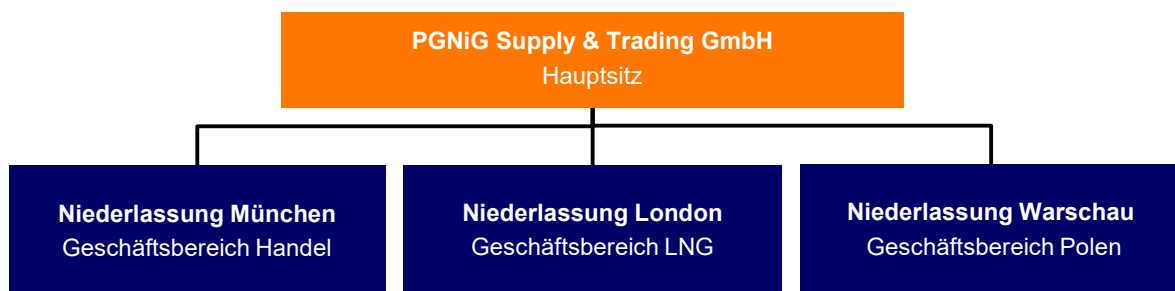 PGNiG Supply & Trading GmbH
Hauptsitz
Niederlassung München
Geschäftsbereich Handel
Niederlassung London
Geschäftsbereich LNG
Niederlassung Warschau
Geschäftsbereich Polen